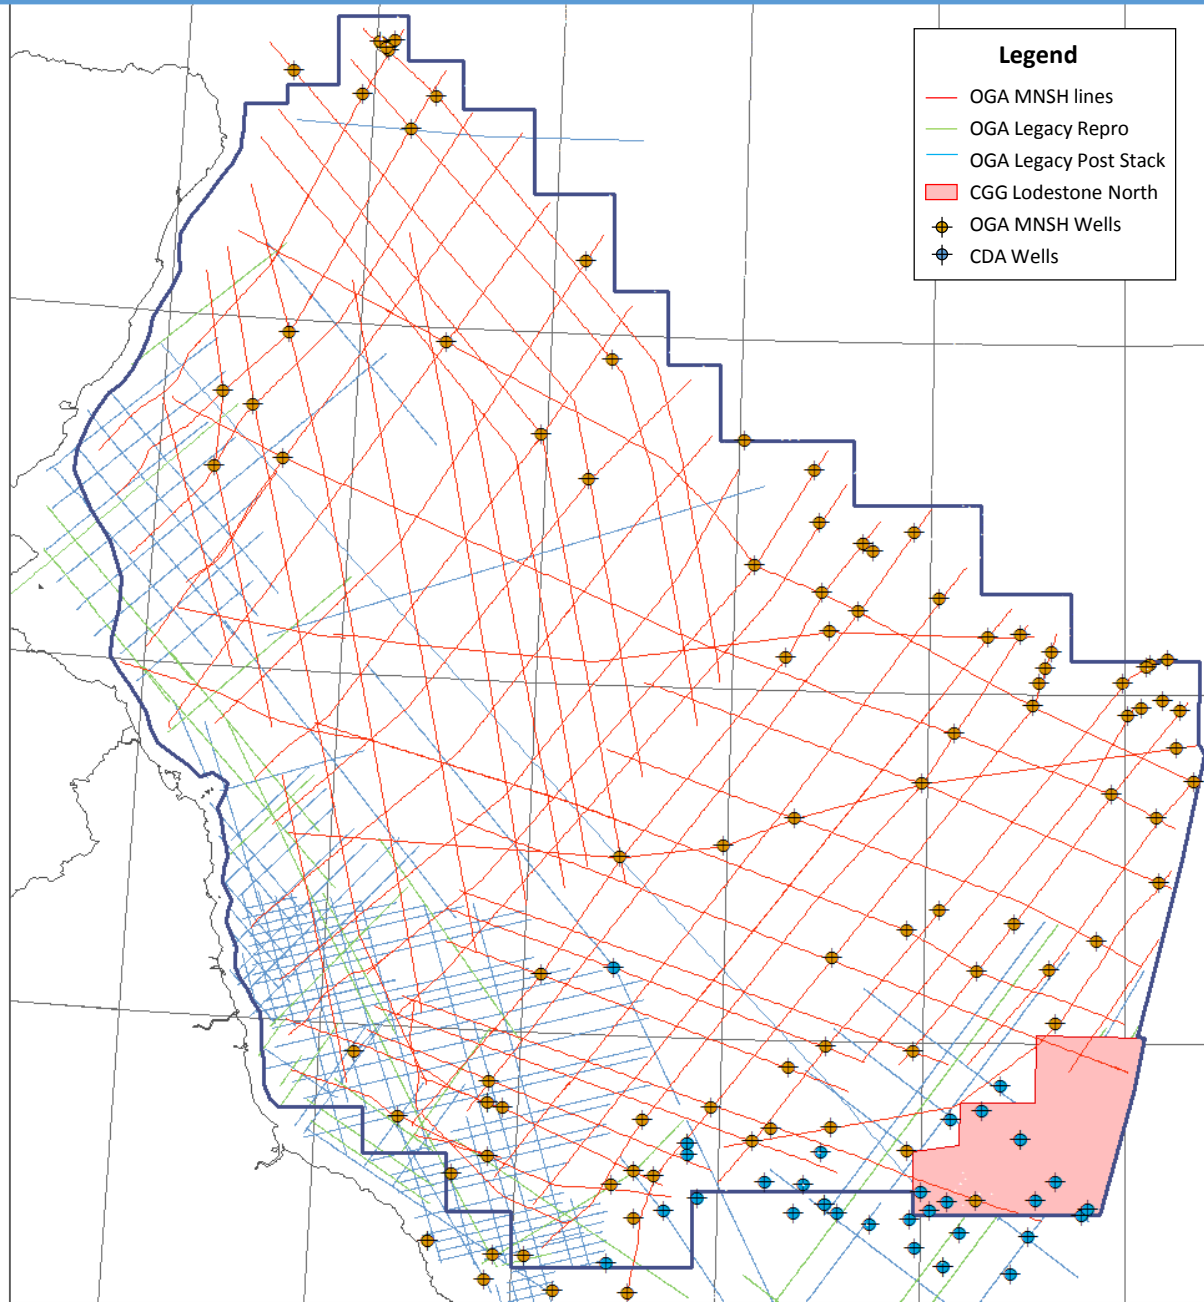 Legend
OGA MNSH lines
OGA Legacy Repro
OGA Legacy Post Stack
CGG Lodestone North
OGA MNSH Wells
CDA Wells